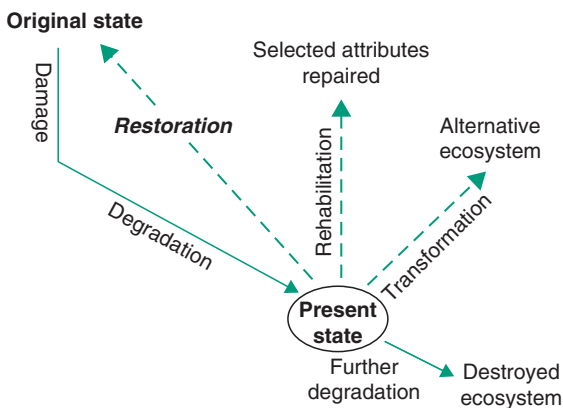 Original state
Damage
Selected attributes
repaired
Restoration
Alternative
ecosystem
Rehabilitation
Degradation
Transformation
Present
state
Further
degradation
Destroyed
ecosystem